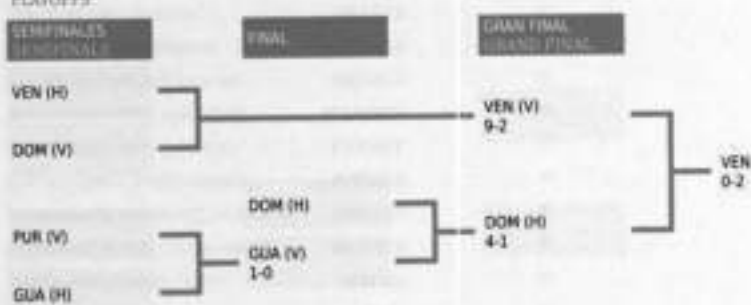 PLAYOFFS
SEMIFINALES
SEMIFINALS
FINAL
GRAN FINAL
GRAND FINAL
VEN (H)
DOM (V)
PUR (V)
GUA (H)
DOM (H)
GUA (V)
1-0
VEN (V)
9-2
DOM (H)
4-1
VEN
0-2